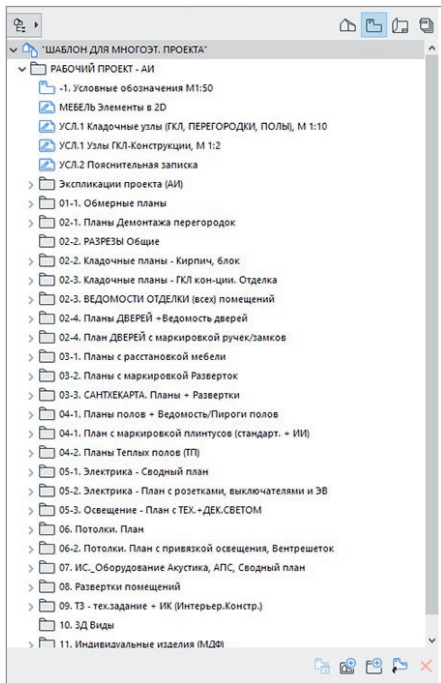 "ШАБЛОН ДЛЯ МНОГОЭТ. ПРОЕКТА"
РАБОЧИЙ ПРОЕКТ - АИ
-1. Условные обозначения М1:50
МЕБЕЛЬ Элементы в 2D
УСЛ.1 Кладочные узлы (ГКЛ, ПЕРЕГОРОДКИ, ПОЛЫ), М 1:10
УСЛ.1 Узлы ГКЛ-Конструкции, М 1:2
УСЛ.2 Пояснительная записка
Экспликации проекта (АИ)
01-1. Обмерные планы
02-1. Планы Демонтажа перегородок
02-2. РАЗРЕЗЫ Общие
02-2. Кладочные планы - Кирпич, блок
02-3. Кладочные планы - ГКЛ кон-ции. Отделка
02-3. ВЕДОМОСТИ ОТДЕЛКИ (всех) помещений
02-4. Планы ДВЕРЕЙ +Ведомость дверей
02-4. План ДВЕРЕЙ с маркировкой ручек/замков
03-1. Планы с расстановкой мебели
03-2. Планы с маркировкой Разверток
03-3. САНТХЕКАРТА. Планы + Развертки
04-1. Планы полов + Ведомость/Пироги полов
04-1. План с маркировкой плинтусов (стандарт. + ИИ)
04-2. Планы Теплых полов (ТП)
05-1. Электрика - Сводный план
05-2. Электрика - План с розетками, выключателями и ЭВ
05-3. Освещение - План с ТЕХ.+ДЕК.СВЕТОМ
06. Потолки. План
06-2. Потолки. План с привязкой освещения, Вентрешеток
07. ИС._Оборудование Акустика, АПС, Сводный план
08. Развертки помещений
09. ТЗ - тех.задание + ИК (Интерьер.Констр.)
10. 3Д Виды
11. Индивидуальные изделия (МДФ)